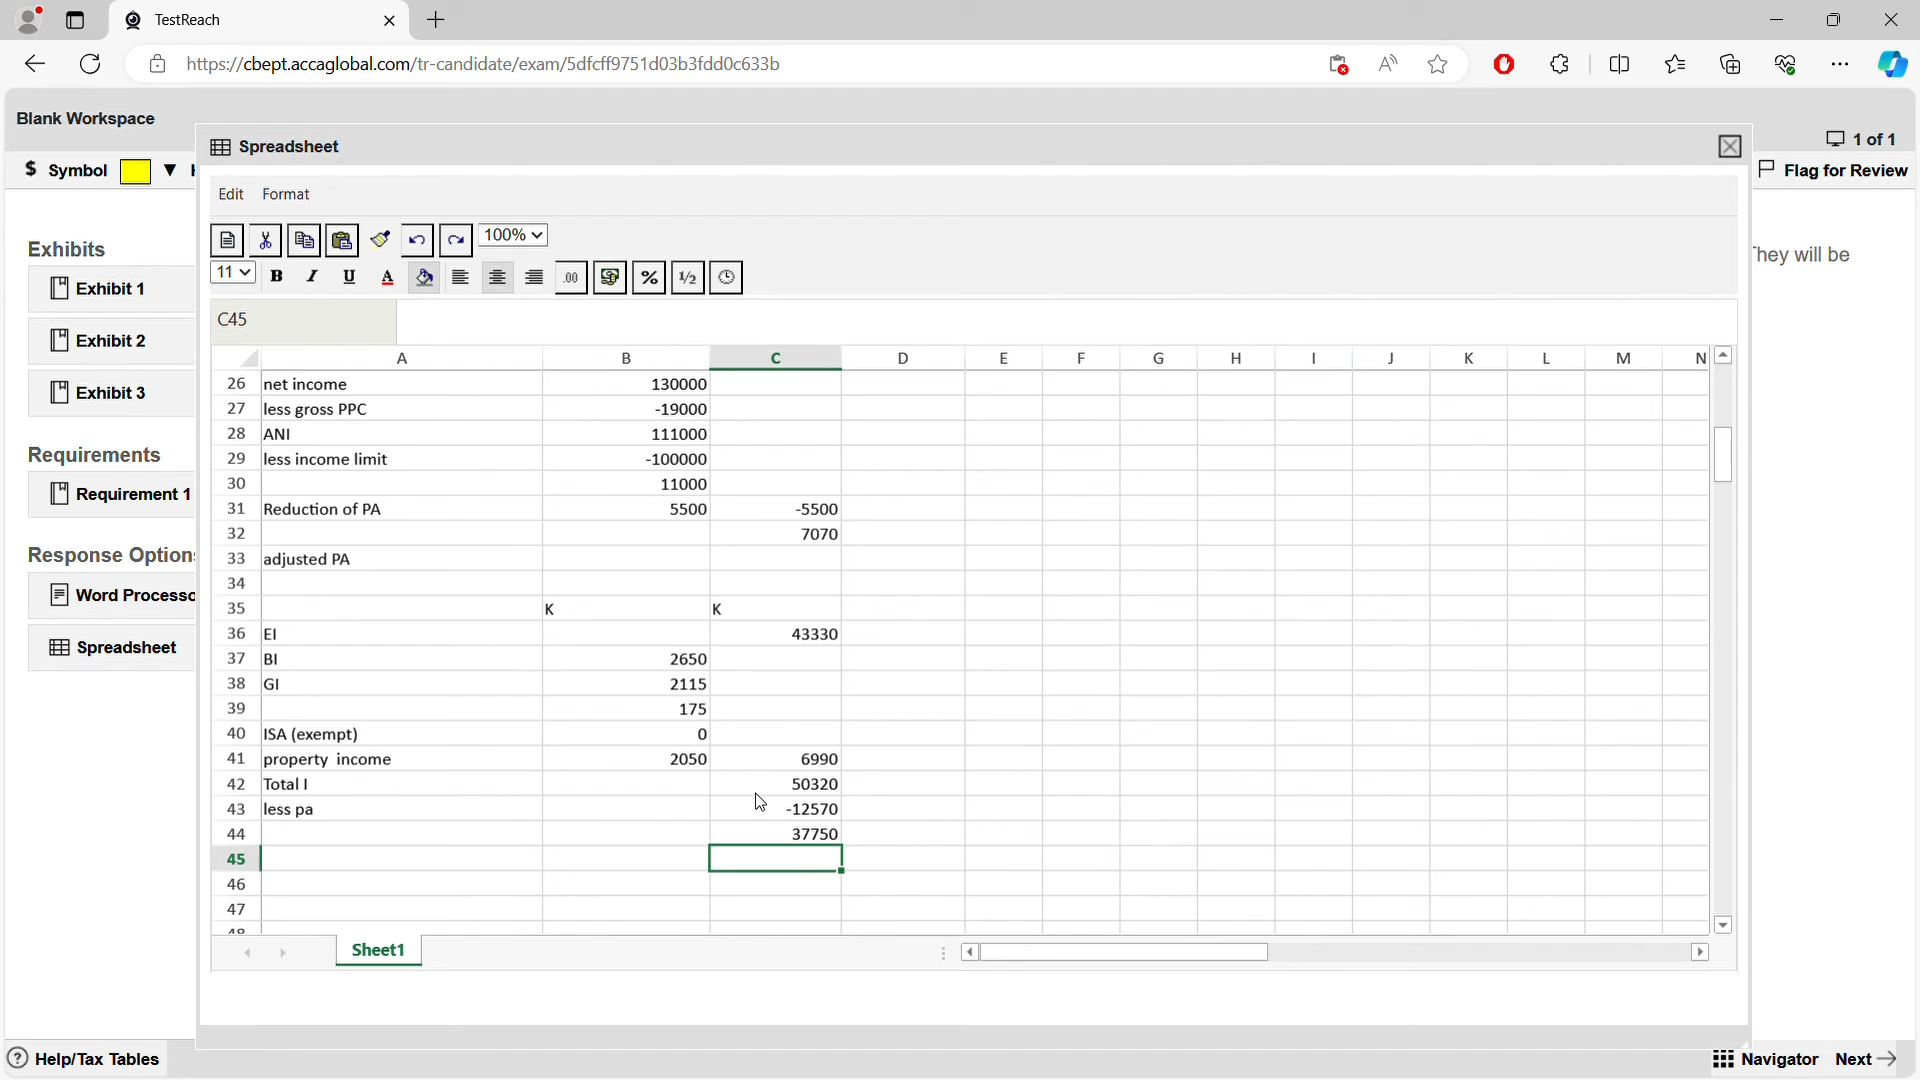 TestReach
https://cbept.accaglobal.com/tr-candidate/exam/5dfcff9751d03b3fdd0c633b
Blank Workspace
1 of 1
Symbol
Flag for Review
Spreadsheet
Edit Format
100%
11 B I U A .00 % 1/2
C45
They will be
Exhibits
Exhibit 1
Exhibit 2
Exhibit 3
Requirements
Requirement 1
Response Option
Word Processo
Spreadsheet
A B C D E F G H I J K L M N
26 net income 130000
27 less gross PPC -19000
28 ANI 111000
29 less income limit -100000
30 11000
31 Reduction of PA 5500 -5500
32 7070
33 adjusted PA
34
35 K K
36 EI 43330
37 BI 2650
38 GI 2115
39 175
40 ISA (exempt) 0
41 property income 2050 6990
42 Total I 50320
43 less pa -12570
44 37750
45
46
47
48
Sheet1
Help/Tax Tables
Navigator
Next